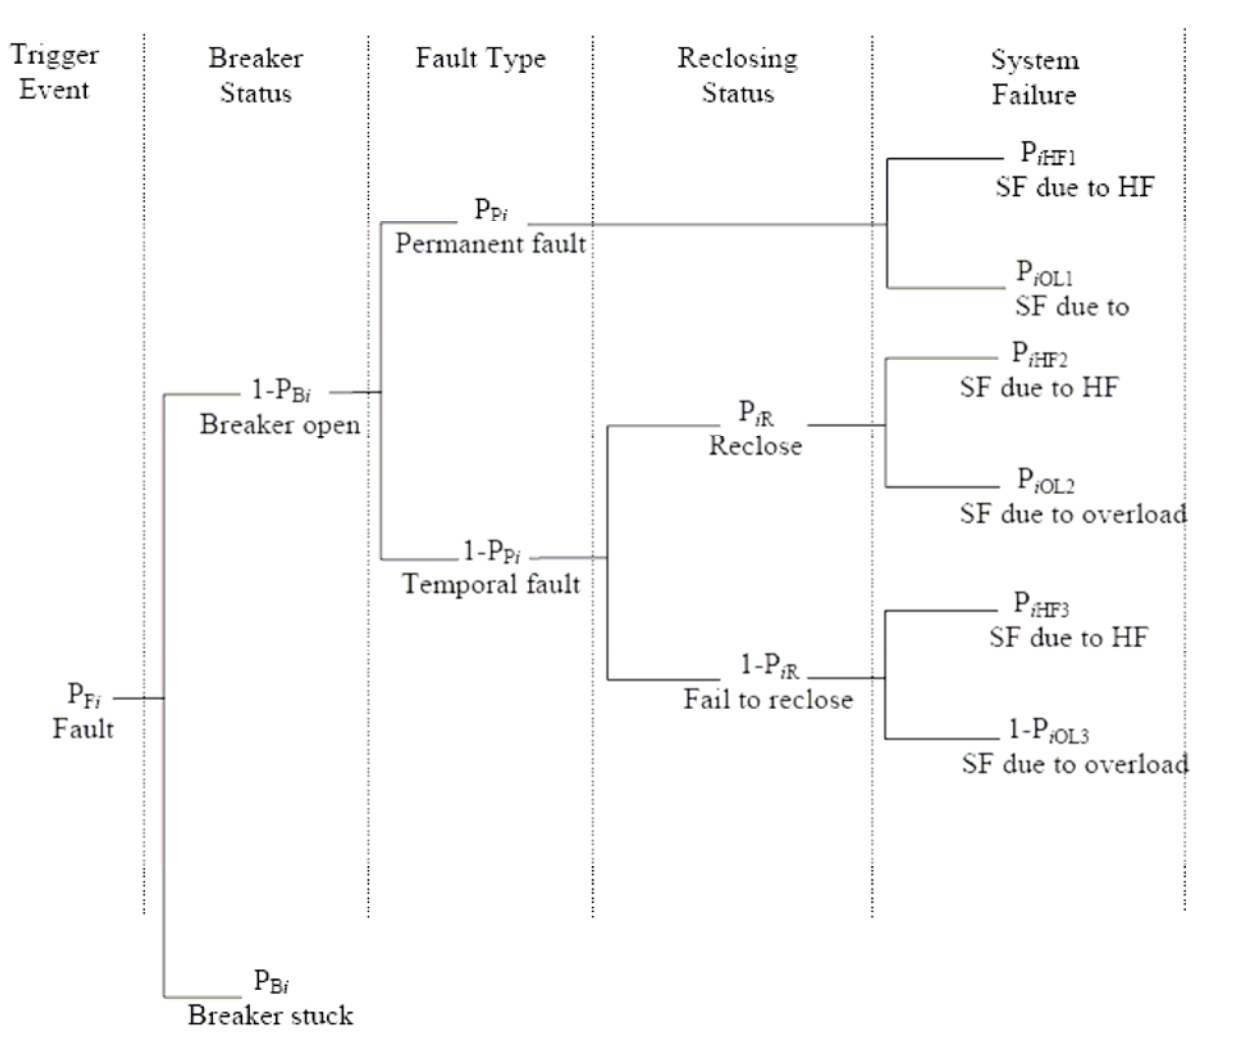 Trigger
Event
Breaker
Status
Fault Type
Reclosing
Status
System
Failure
PiHF1
SF due to HF
PPi
Permanent fault
PiOL1
SF due to
PiHF2
SF due to HF
1-PBi
Breaker open
PiR
Reclose
PiOL2
SF due to overload
1-PPi
Temporal fault
PiHF3
SF due to HF
1-PiR
Fail to reclose
PFi
Fault
1-PiOL3
SF due to overload
PBi
Breaker stuck